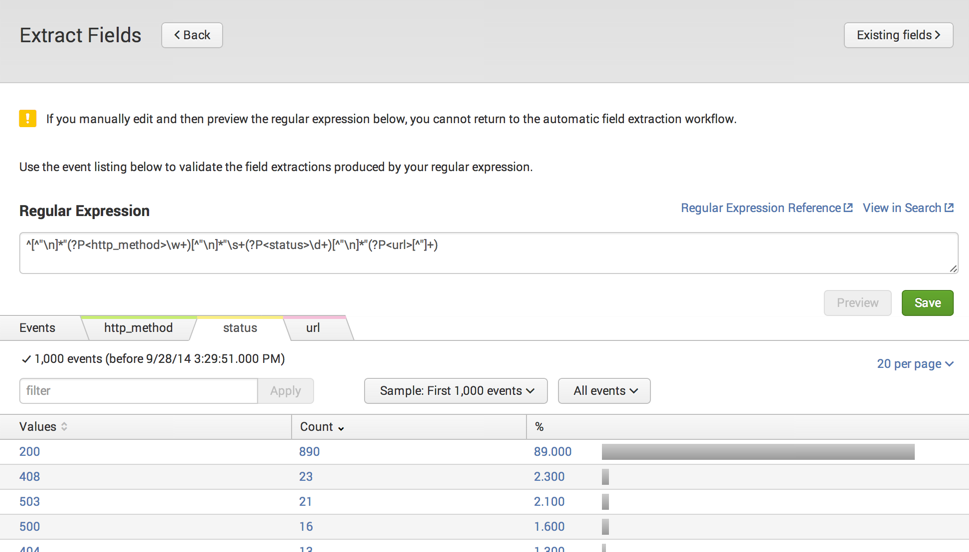 Extract Fields
Back
Existing fields
If you manually edit and then preview the regular expression below, you cannot return to the automatic field extraction workflow.
Use the event listing below to validate the field extractions produced by your regular expression.
Regular Expression
Regular Expression Reference
View in Search
^[^"\n]*"(?P<http_method>\w+)[^"\n]*"\s+(?P<status>\d+)[^"\n]*"(?P<url>[^"]+)
Preview
Save
Events
http_method
status
url
1,000 events (before 9/28/14 3:29:51.000 PM)
20 per page
filter
Apply
Sample: First 1,000 events
All events
Values
Count
%
200 890 89.000
408 23 2.300
503 21 2.100
500 16 1.600
404 13 1.300